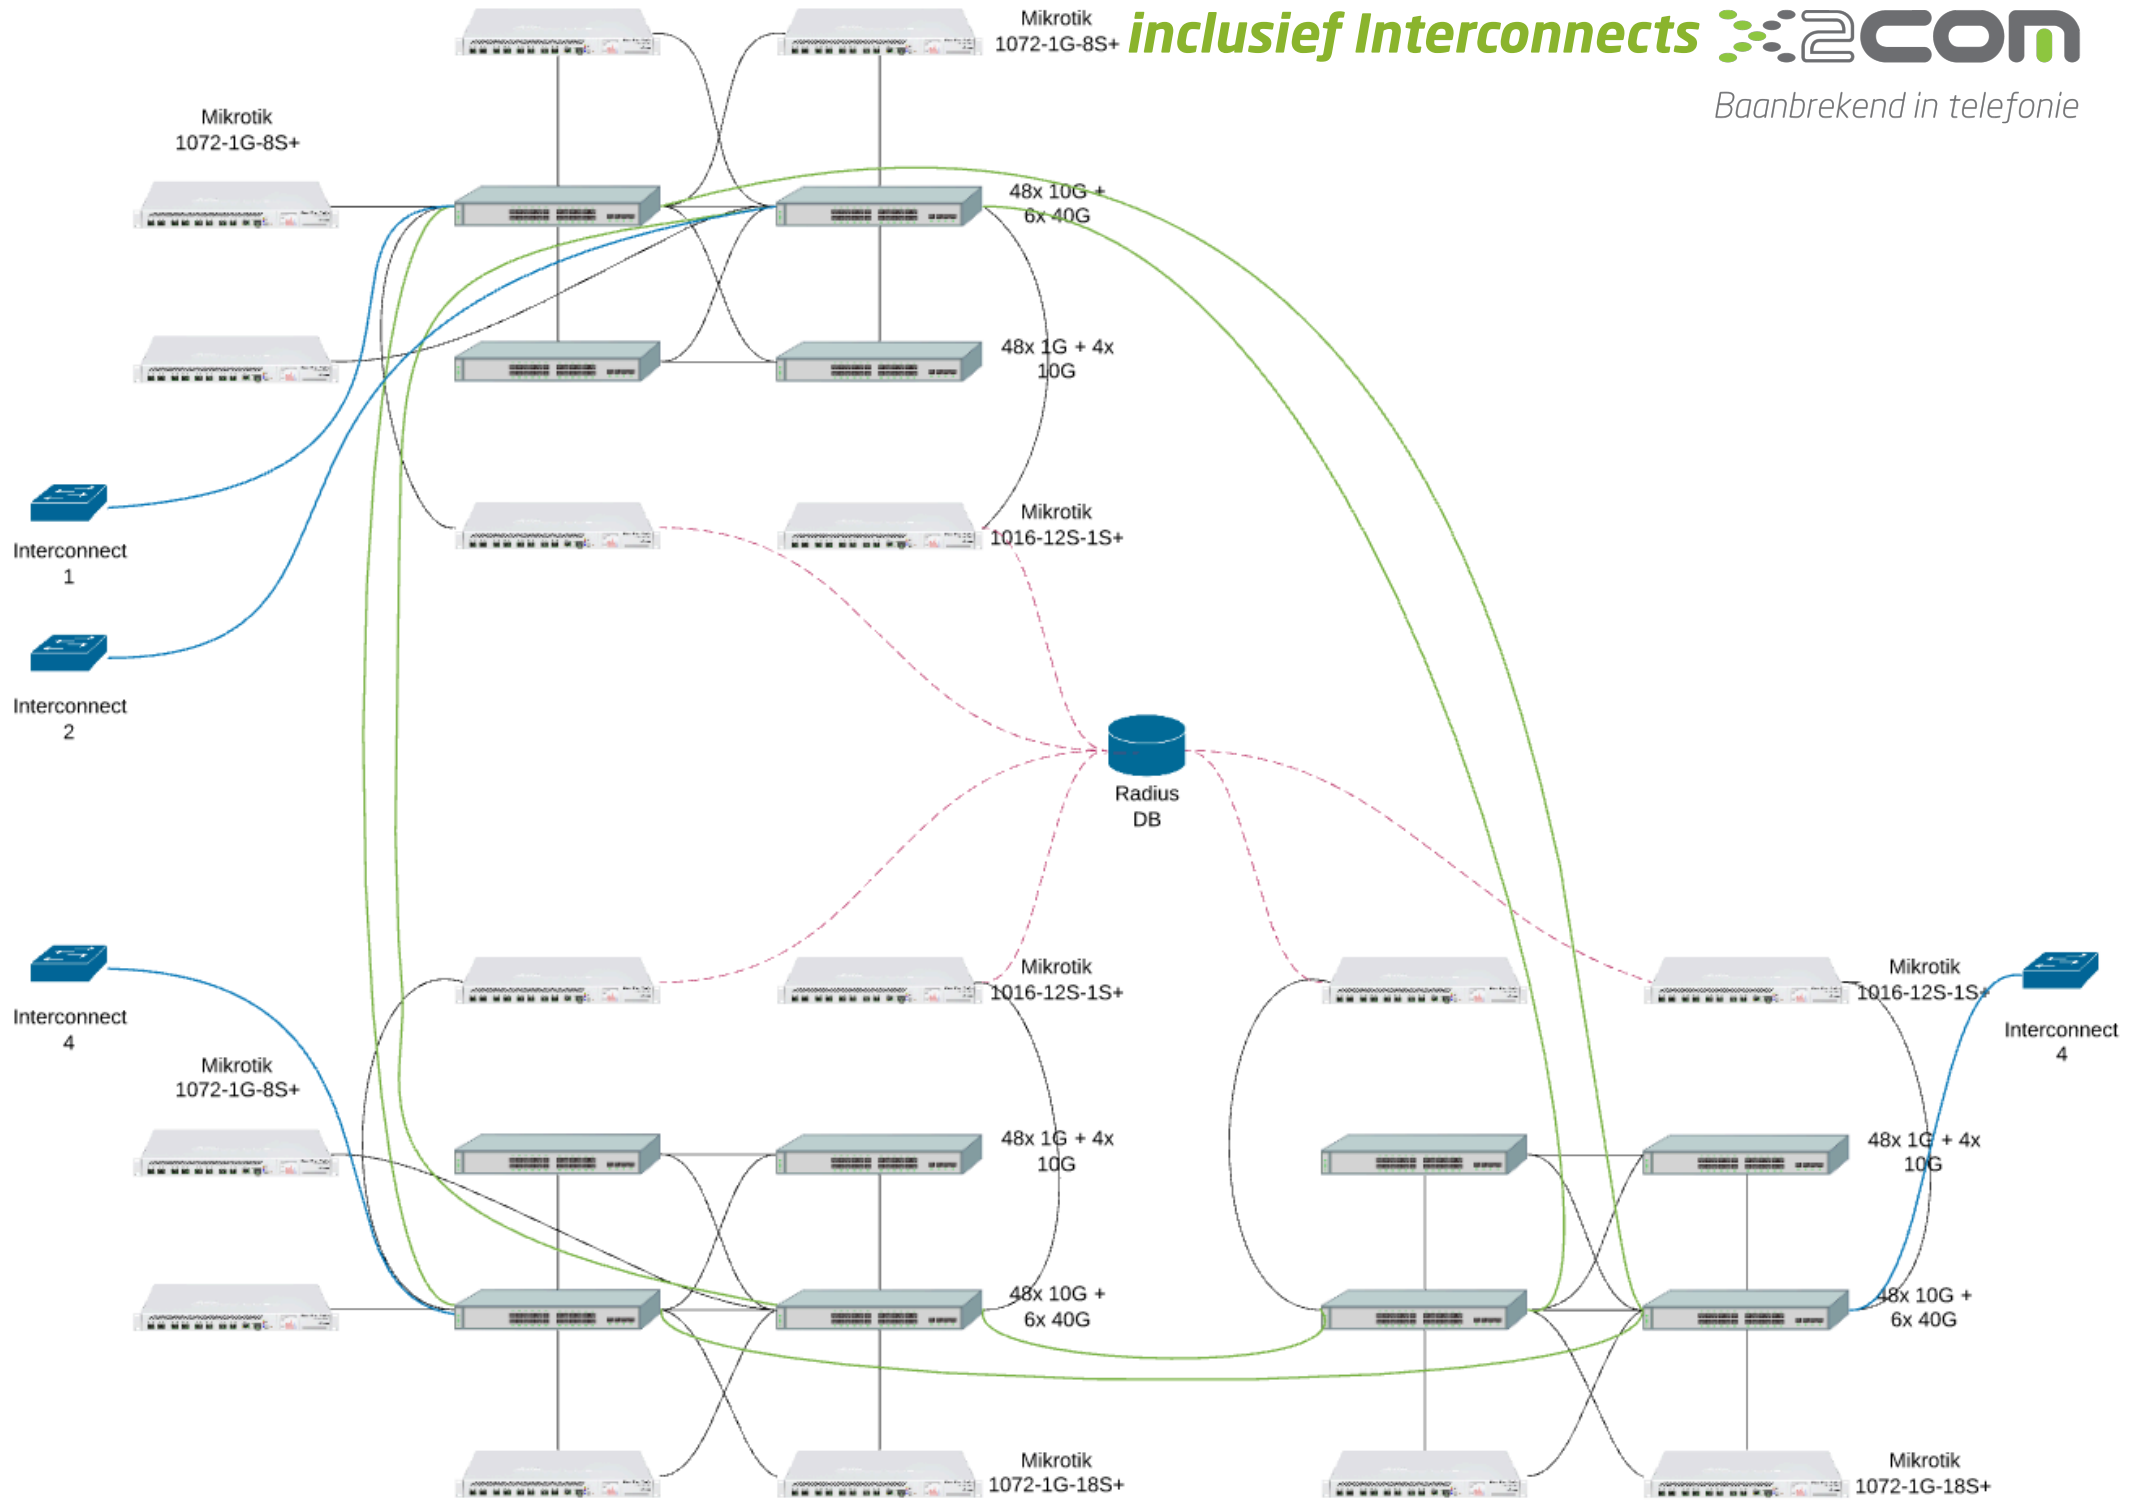 Mikrotik
1072-1G-8S+
inclusief Interconnects
2com
Baanbrekend in telefonie
Mikrotik
1072-1G-8S+
48x 10G +
6x 40G
48x 1G + 4x
10G
Mikrotik
1016-12S-1S+
Interconnect
1
Interconnect
2
Radius
DB
Interconnect
4
Mikrotik
1072-1G-8S+
Mikrotik
1016-12S-1S+
Mikrotik
1016-12S-1S+
Interconnect
4
48x 1G + 4x
10G
48x 1G + 4x
10G
48x 10G +
6x 40G
48x 10G +
6x 40G
Mikrotik
1072-1G-18S+
Mikrotik
1072-1G-18S+